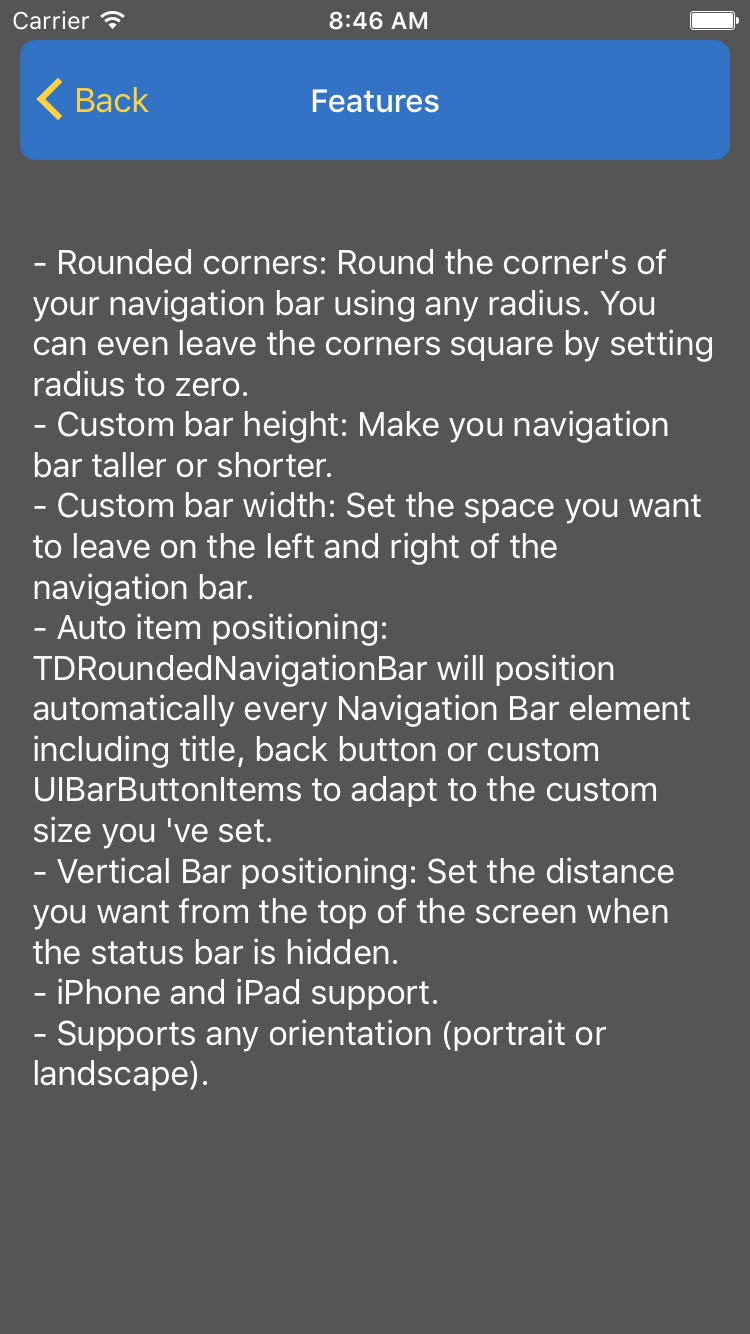 Carrier 8:46 AM
Back Features
- Rounded corners: Round the corner's of
your navigation bar using any radius. You
can even leave the corners square by setting
radius to zero.
- Custom bar height: Make you navigation
bar taller or shorter.
- Custom bar width: Set the space you want
to leave on the left and right of the
navigation bar.
- Auto item positioning:
TDRoundedNavigationBar will position
automatically every Navigation Bar element
including title, back button or custom
UIBarButtonItems to adapt to the custom
size you 've set.
- Vertical Bar positioning: Set the distance
you want from the top of the screen when
the status bar is hidden.
- iPhone and iPad support.
- Supports any orientation (portrait or
landscape).